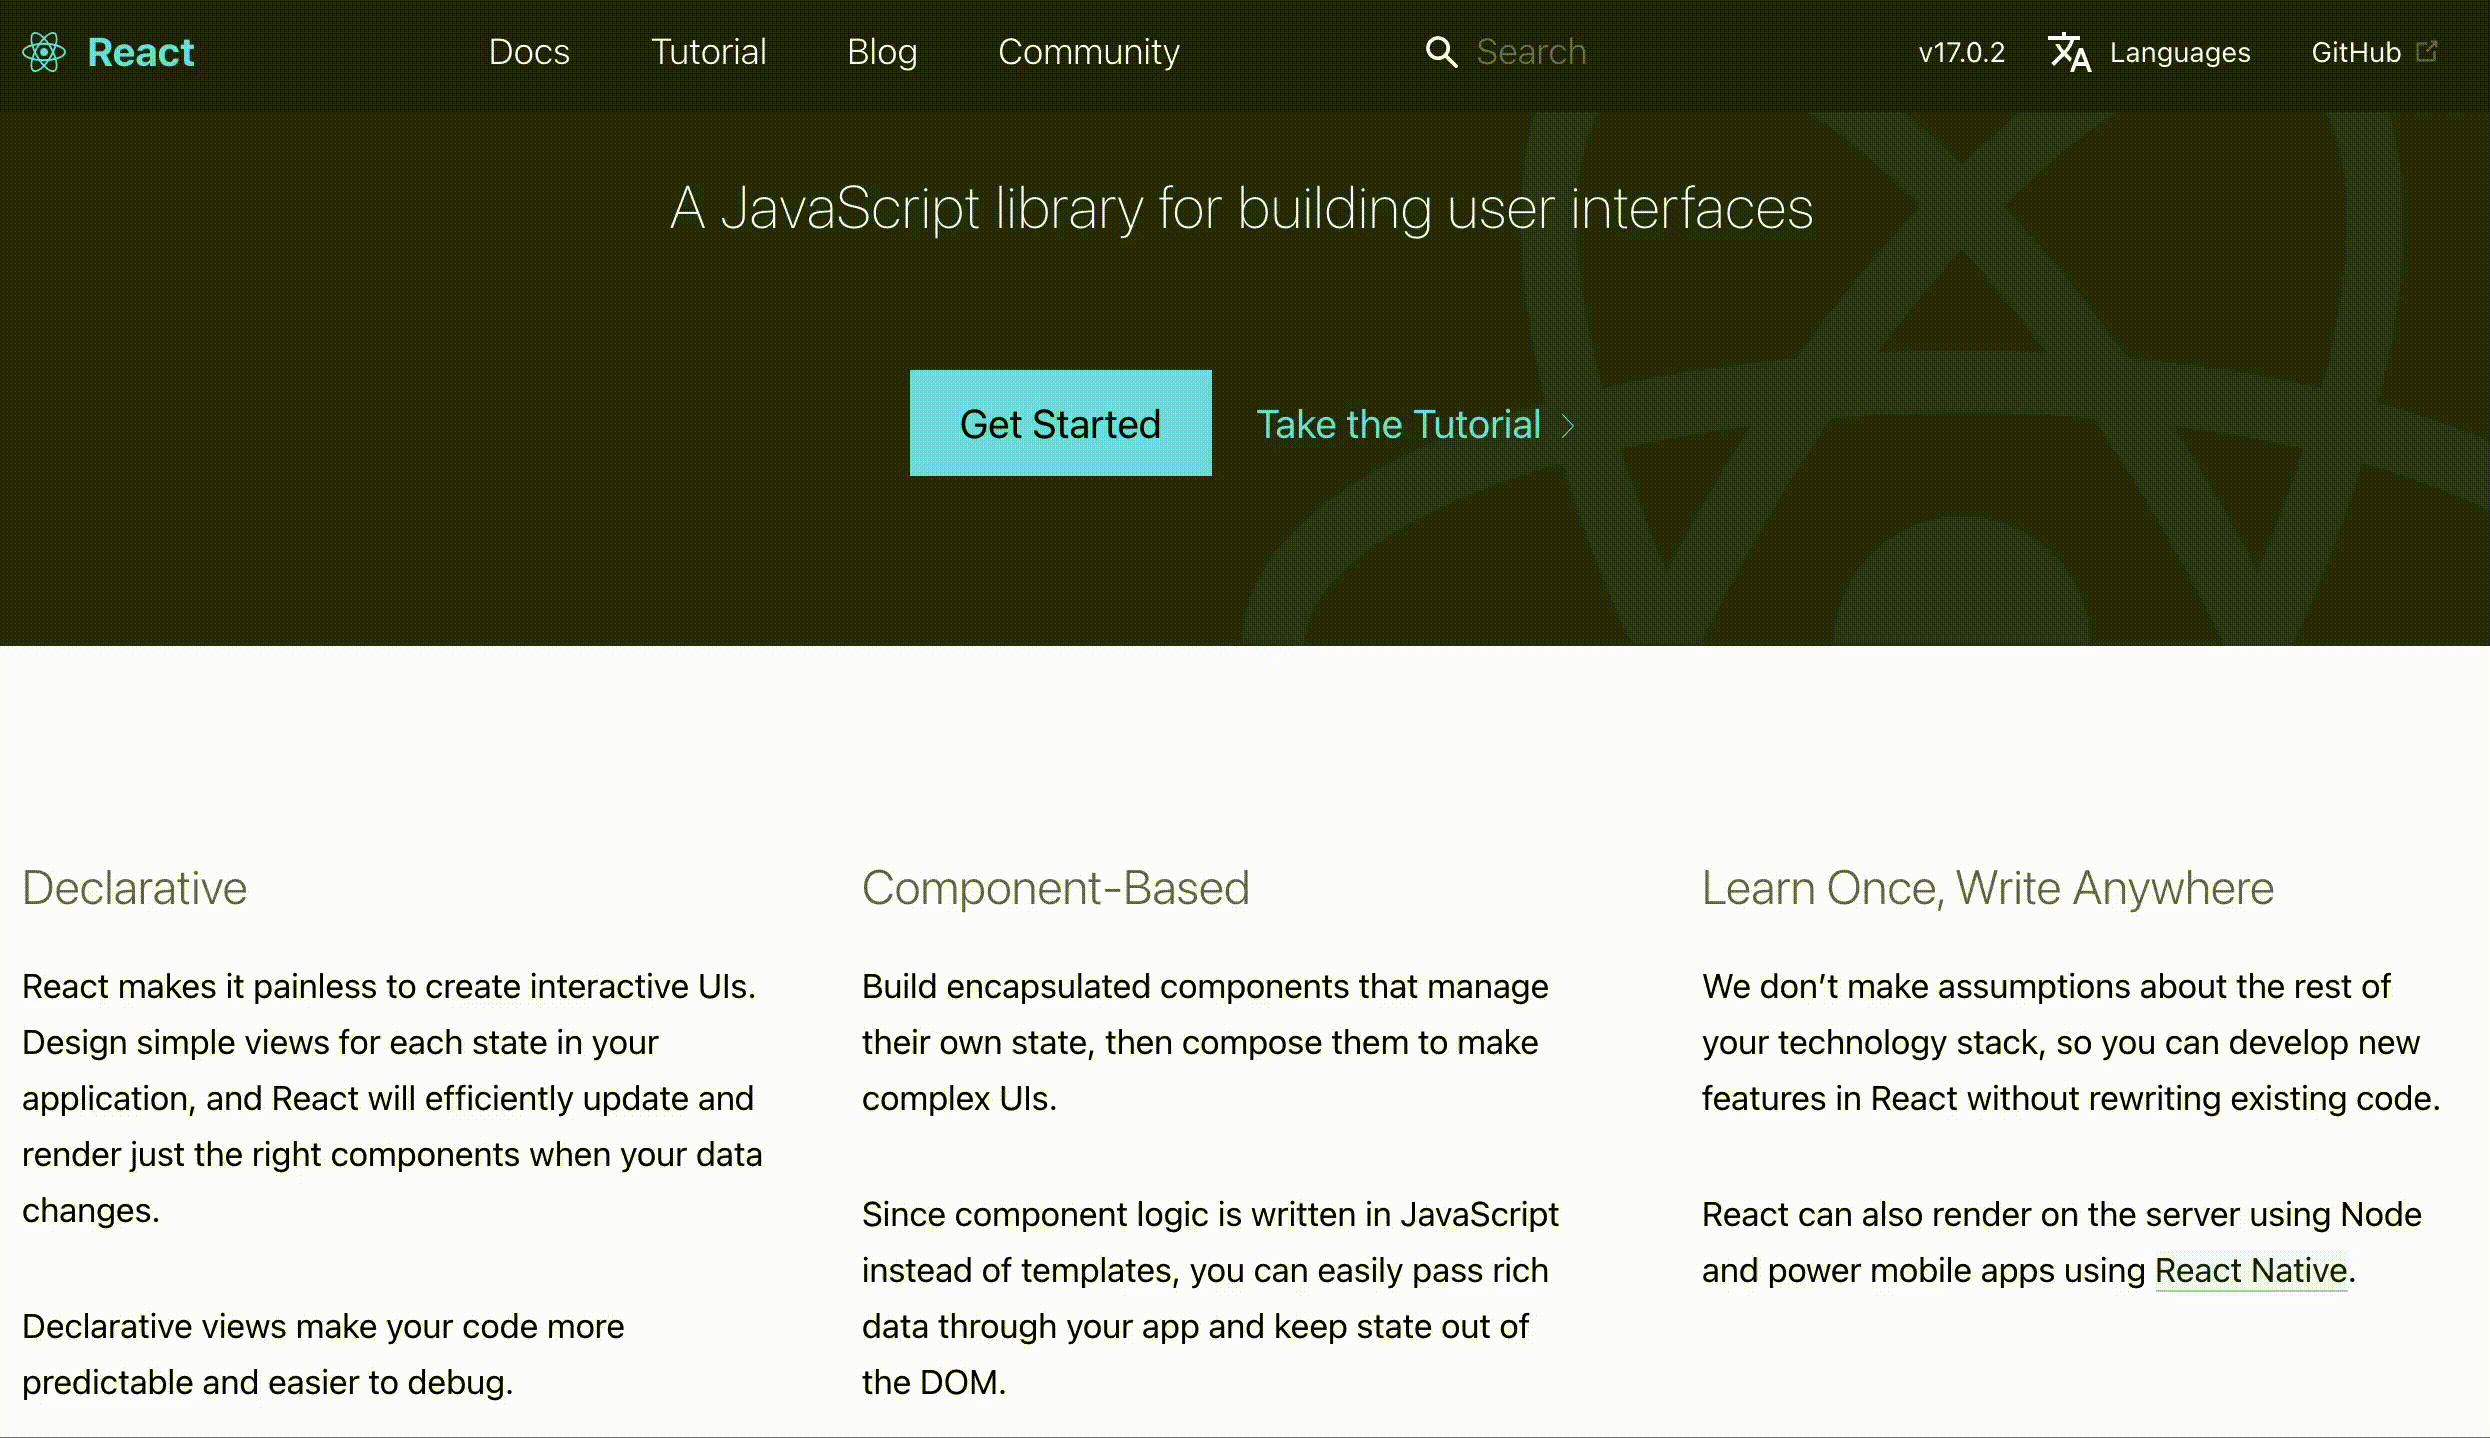 React
Docs
Tutorial
Blog
Community
Search
v17.0.2
Languages
GitHub
A JavaScript library for building user interfaces
Get Started
Take the Tutorial
Declarative
React makes it painless to create interactive UIs.
Design simple views for each state in your
application, and React will efficiently update and
render just the right components when your data
changes.
Declarative views make your code more
predictable and easier to debug.
Component-Based
Build encapsulated components that manage
their own state, then compose them to make
complex UIs.
Since component logic is written in JavaScript
instead of templates, you can easily pass rich
data through your app and keep state out of
the DOM.
Learn Once, Write Anywhere
We don’t make assumptions about the rest of
your technology stack, so you can develop new
features in React without rewriting existing code.
React can also render on the server using Node
and power mobile apps using React Native.